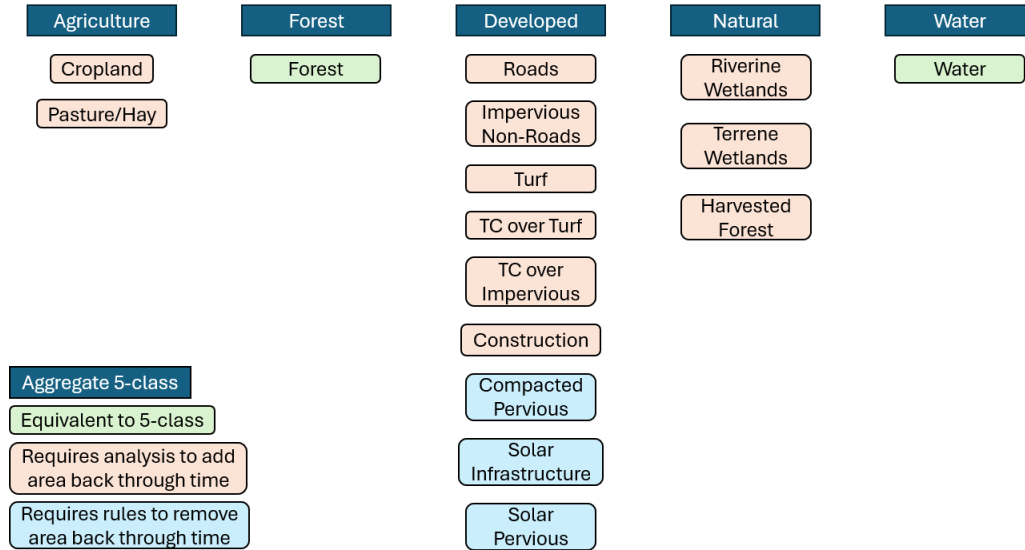 Agriculture
Cropland
Pasture/Hay
Forest
Forest
Developed
Roads
Impervious
Non-Roads
Turf
TC over Turf
TC over
Impervious
Construction
Compacted
Pervious
Solar
Infrastructure
Solar
Pervious
Natural
Riverine
Wetlands
Terrene
Wetlands
Harvested
Forest
Water
Water
Aggregate 5-class
Equivalent to 5-class
Requires analysis to add
area back through time
Requires rules to remove
area back through time